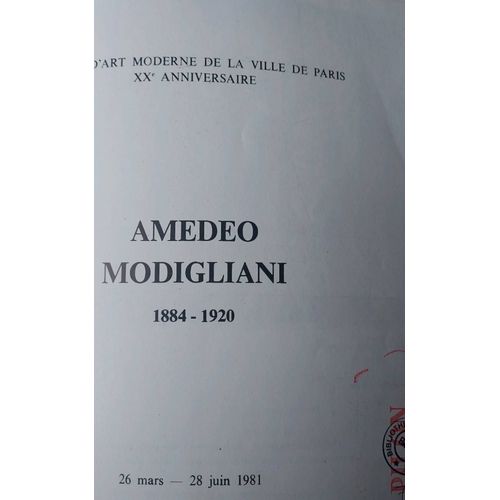 D'ART MODERNE DE LA VILLE DE PARIS
XXe ANNIVERSAIRE
AMEDEO
MODIGLIANI
1884 - 1920
26 mars — 28 juin 1981